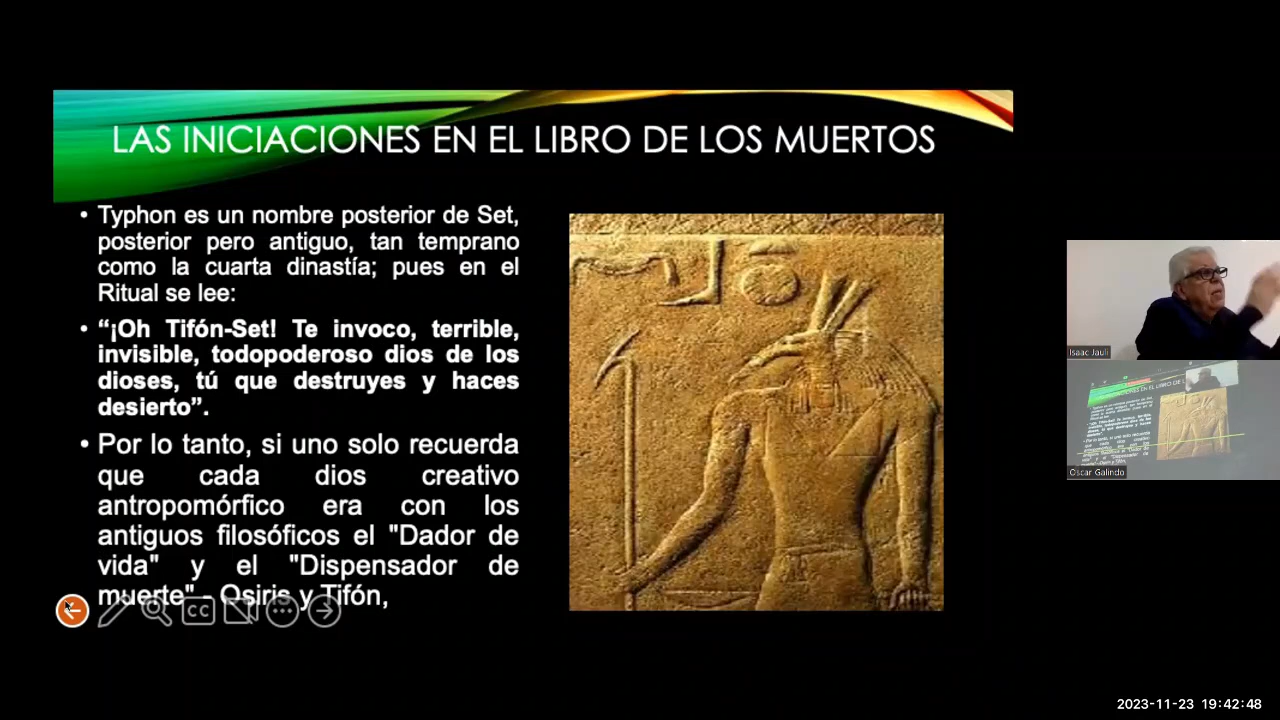 LAS INICIACIONES EN EL LIBRO DE LOS MUERTOS
• Typhon es un nombre posterior de Set,
posterior pero antiguo, tan temprano
como la cuarta dinastía; pues en el
Ritual se lee:
• “¡Oh Tifón-Set! Te invoco, terrible,
invisible, todopoderoso dios de los
dioses, tú que destruyes y haces
desierto”.
• Por lo tanto, si uno solo recuerda
que cada dios creativo
antropomórfico era con los
antiguos filosóficos el "Dador de
vida" y el "Dispensador de
muerte" - Osiris y Tifón,
CC
Isaac Jauli
Oscar Galindo
2023-11-23 19:42:48